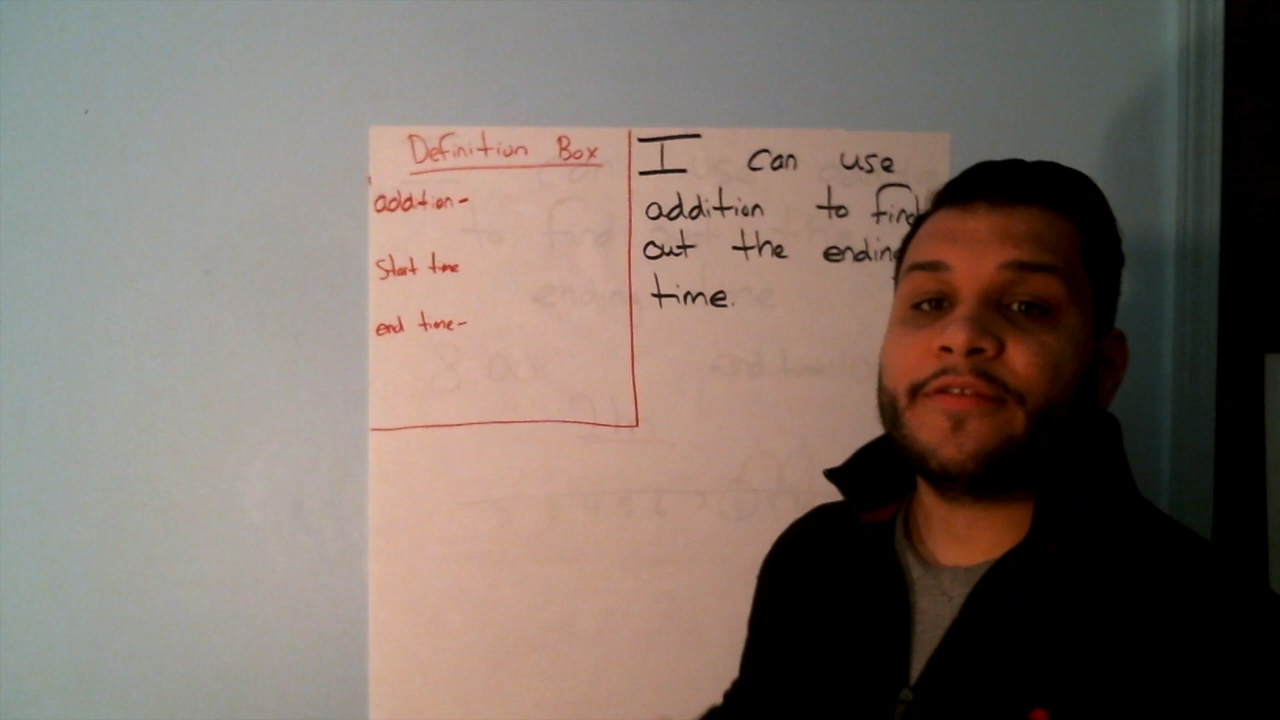 Definition Box
addition-
Start time
end time-
I can use
addition to find
out the ending
time.